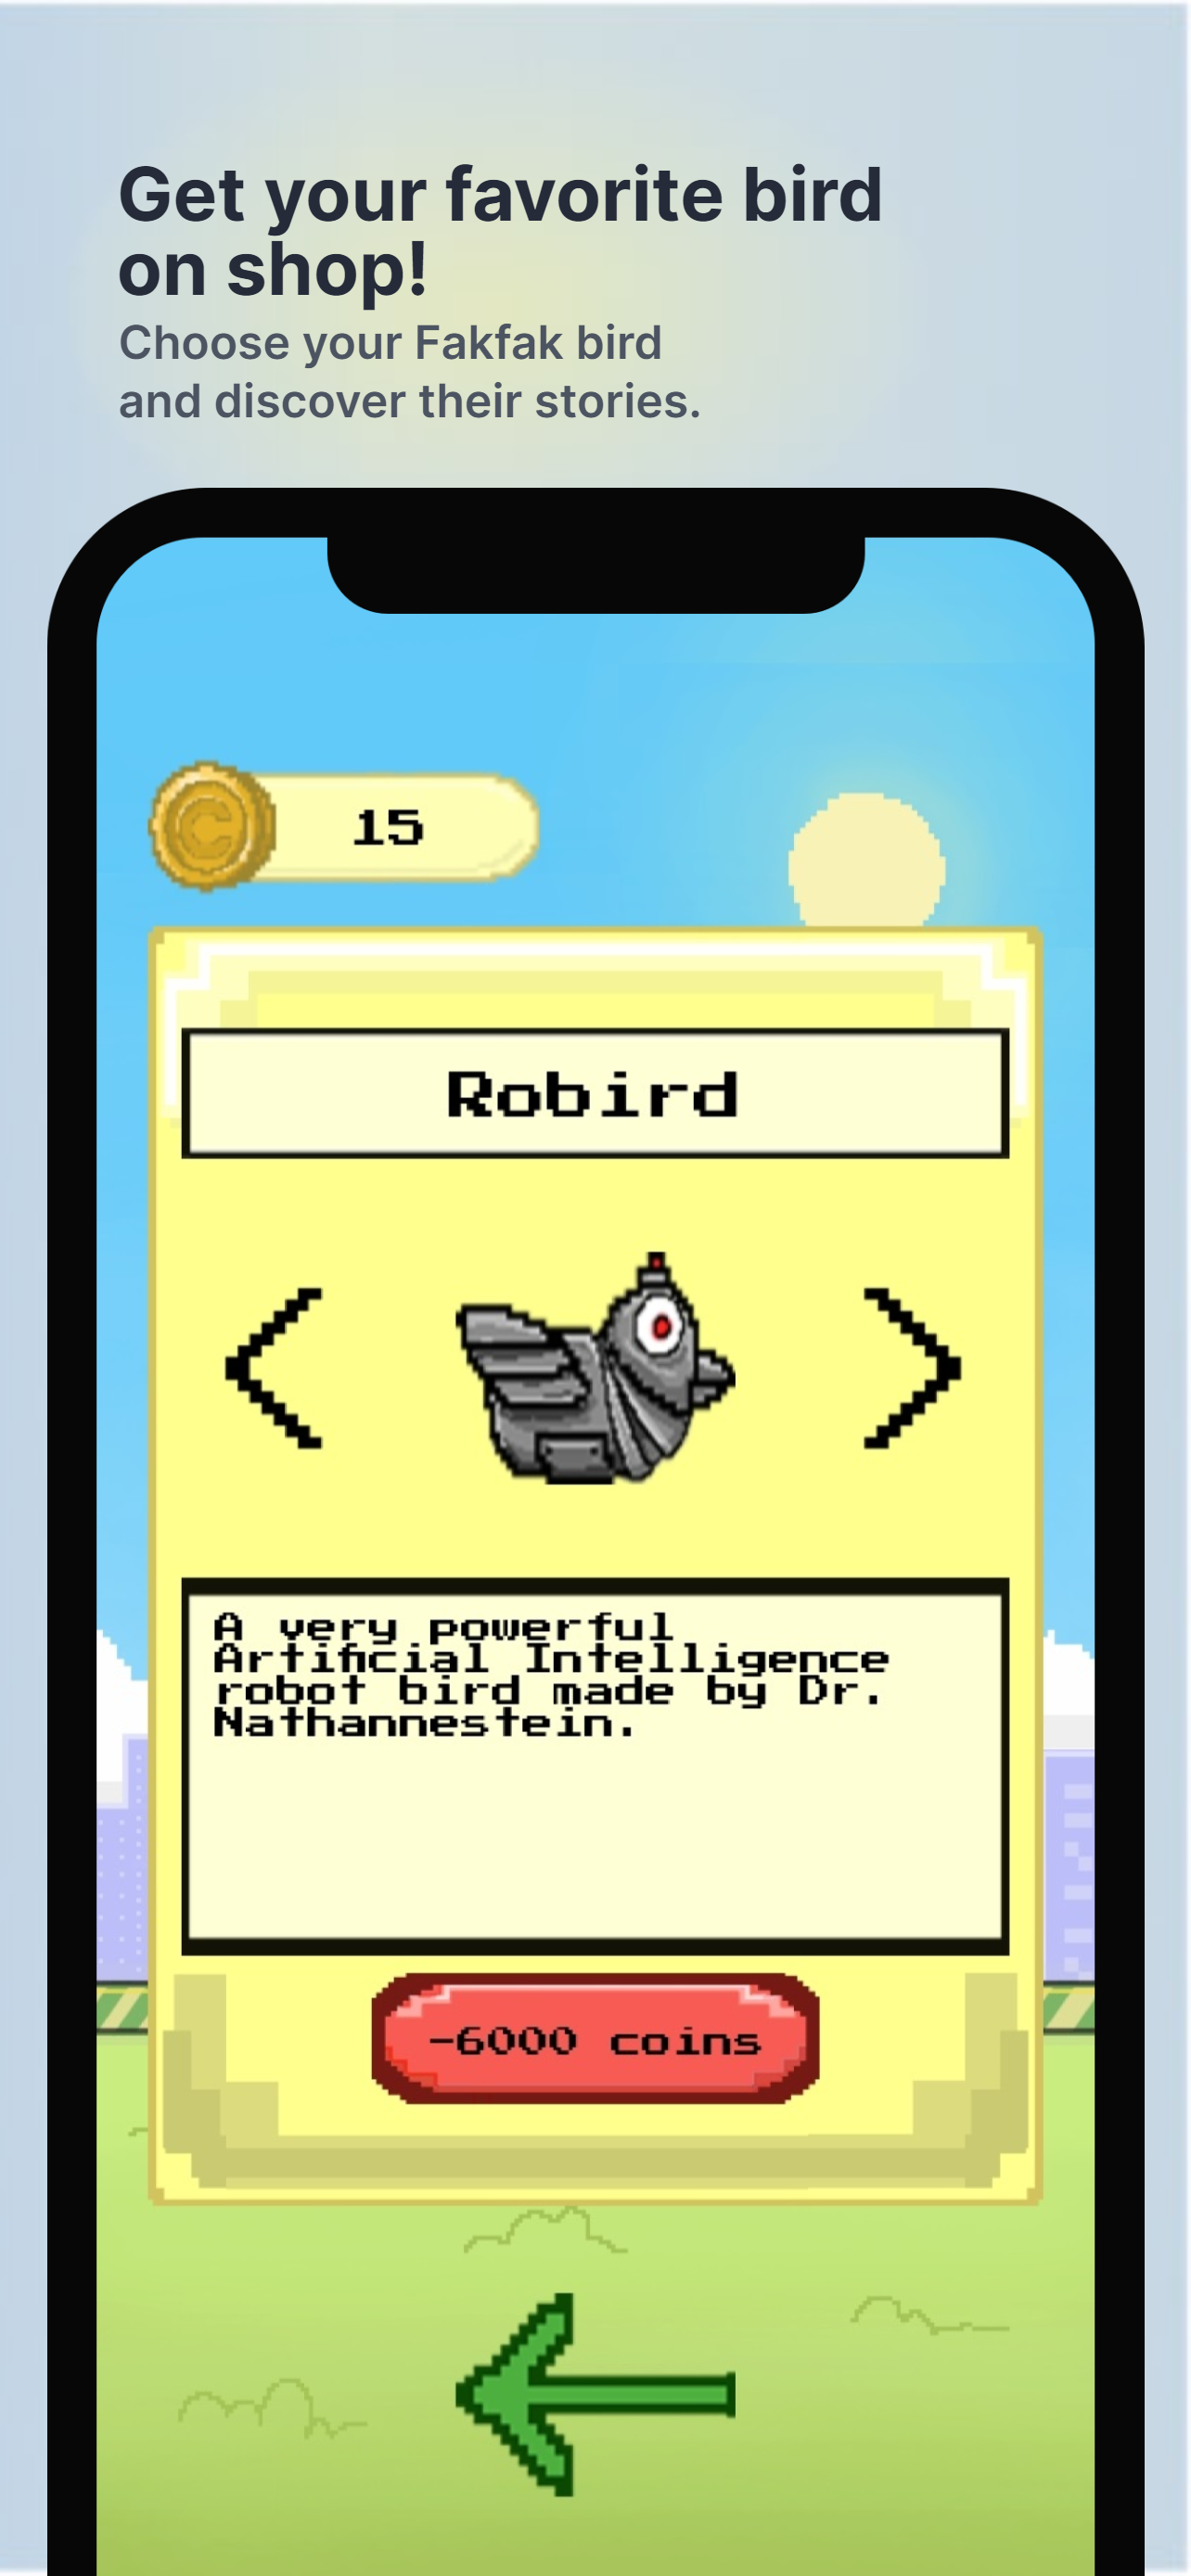 Get your favorite bird
on shop!
Choose your Fakfak bird
and discover their stories.
15
Robird
A very powerful
Artificial Intelligence
robot bird made by Dr.
Nathannestein.
-6000 coins